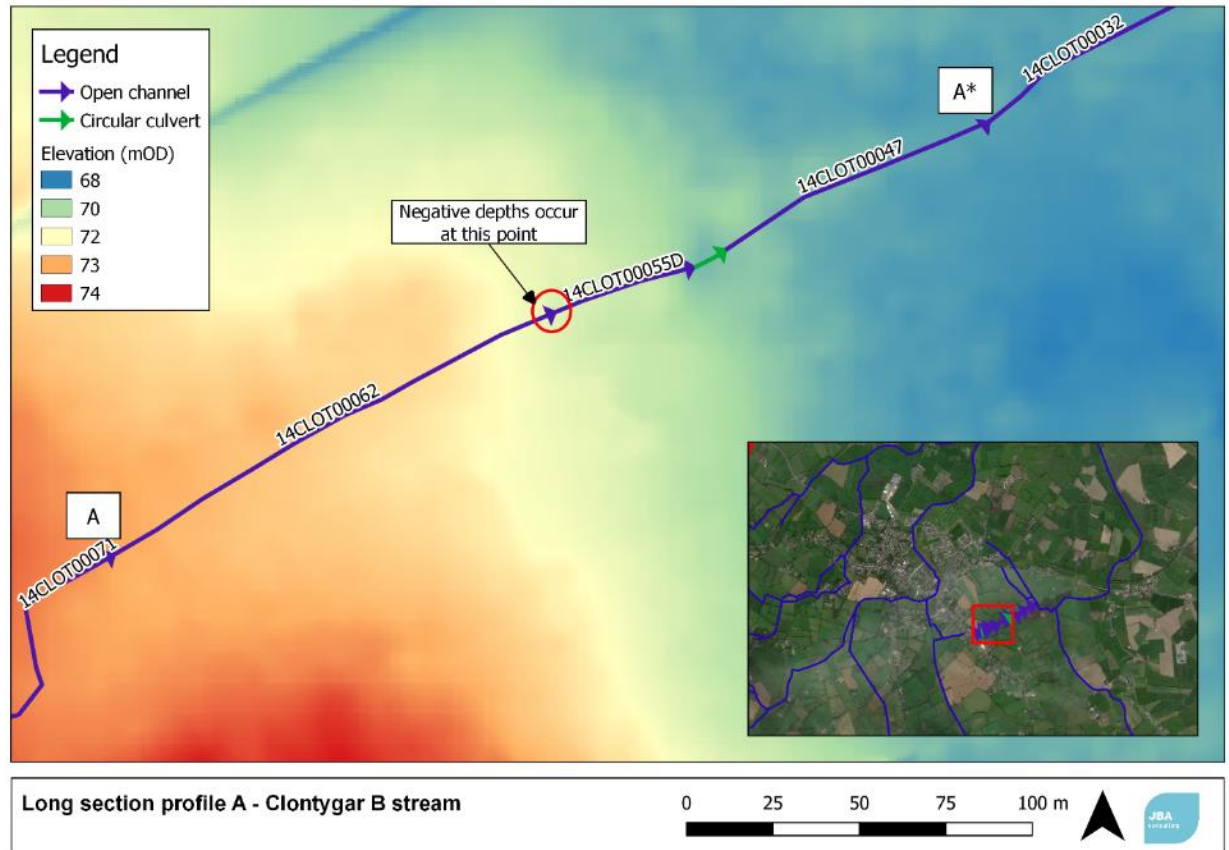 Legend
Open channel
Circular culvert
Elevation (mOD)
68
70
72
73
74
Negative depths occur
at this point
A*
14CLOT00032
14CLOT00047
14CLOT00055D
14CLOT00062
A
14CLOT00071
Long section profile A - Clontygar B stream
0 25 50 75 100 m
JBA
consulting